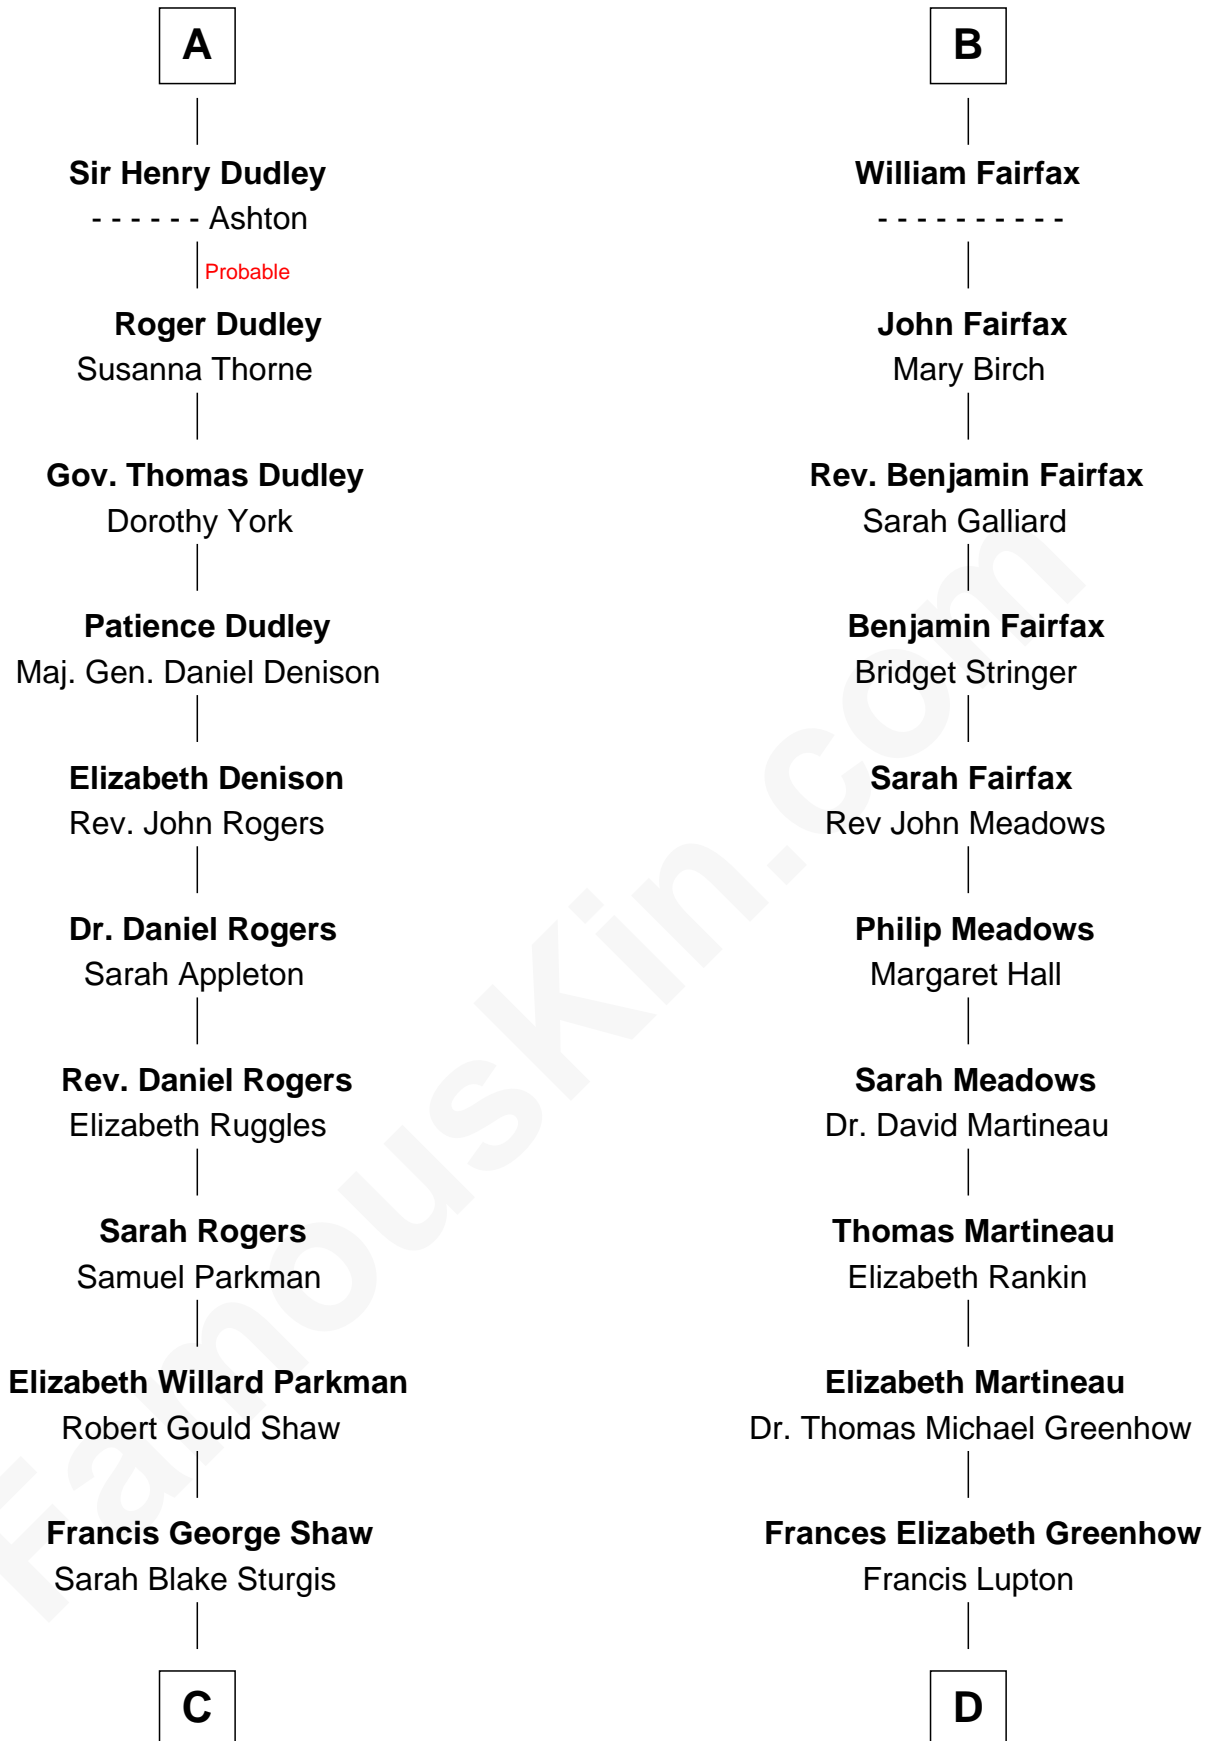 A
Sir Henry Dudley
- - - - - - Ashton
Probable
Roger Dudley
Susanna Thorne
Gov. Thomas Dudley
Dorothy York
Patience Dudley
Maj. Gen. Daniel Denison
Elizabeth Denison
Rev. John Rogers
Dr. Daniel Rogers
Sarah Appleton
Rev. Daniel Rogers
Elizabeth Ruggles
Sarah Rogers
Samuel Parkman
Elizabeth Willard Parkman
Robert Gould Shaw
Francis George Shaw
Sarah Blake Sturgis
C
B
William Fairfax
- - - - - - - - - -
John Fairfax
Mary Birch
Rev. Benjamin Fairfax
Sarah Galliard
Benjamin Fairfax
Bridget Stringer
Sarah Fairfax
Rev John Meadows
Philip Meadows
Margaret Hall
Sarah Meadows
Dr. David Martineau
Thomas Martineau
Elizabeth Rankin
Elizabeth Martineau
Dr. Thomas Michael Greenhow
Frances Elizabeth Greenhow
Francis Lupton
D
FamousKin.com